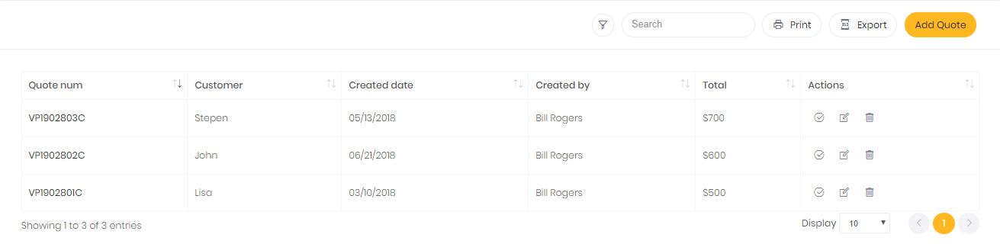 Search Print XLS Export Add Quote
Quote num Customer Created date Created by Total Actions
VP1902803C Stepen 05/13/2018 Bill Rogers $700
VP1902802C John 06/21/2018 Bill Rogers $600
VP1902801C Lisa 03/10/2018 Bill Rogers $500
Showing 1 to 3 of 3 entries Display 10 1